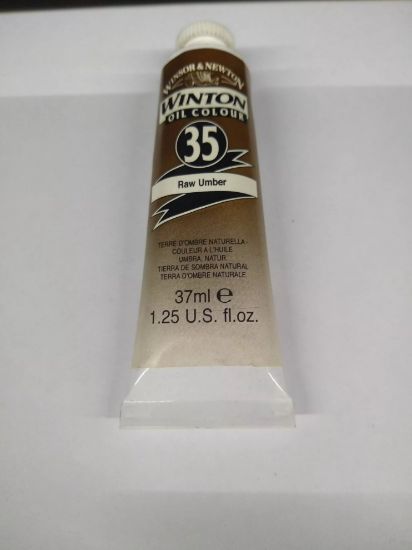 WINSOR & NEWTON
WINTON
OIL COLOUR
35
Raw Umber
TERRE D'OMBRE NATURELLA -
COULEUR A L'HUILE
UMBRA, NATUR
TIERRA DE SOMBRA NATURAL
TERRA D'OMBRE NATURALE
37ml ℮
1.25 U.S. fl.oz.